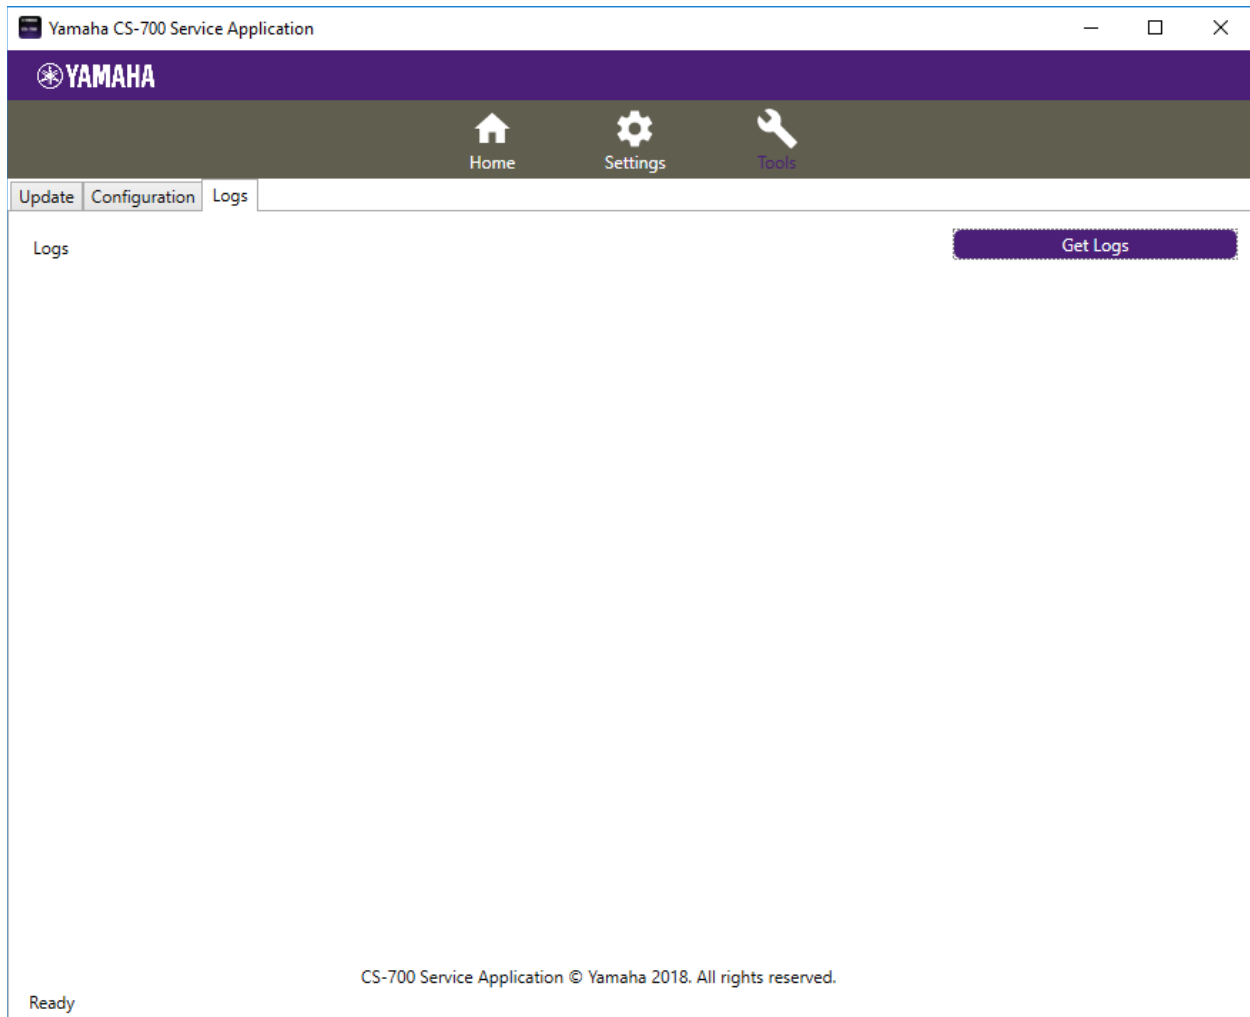 Yamaha CS-700 Service Application
YAMAHA
Home Settings Tools
Update Configuration Logs
Logs Get Logs
CS-700 Service Application © Yamaha 2018. All rights reserved.
Ready